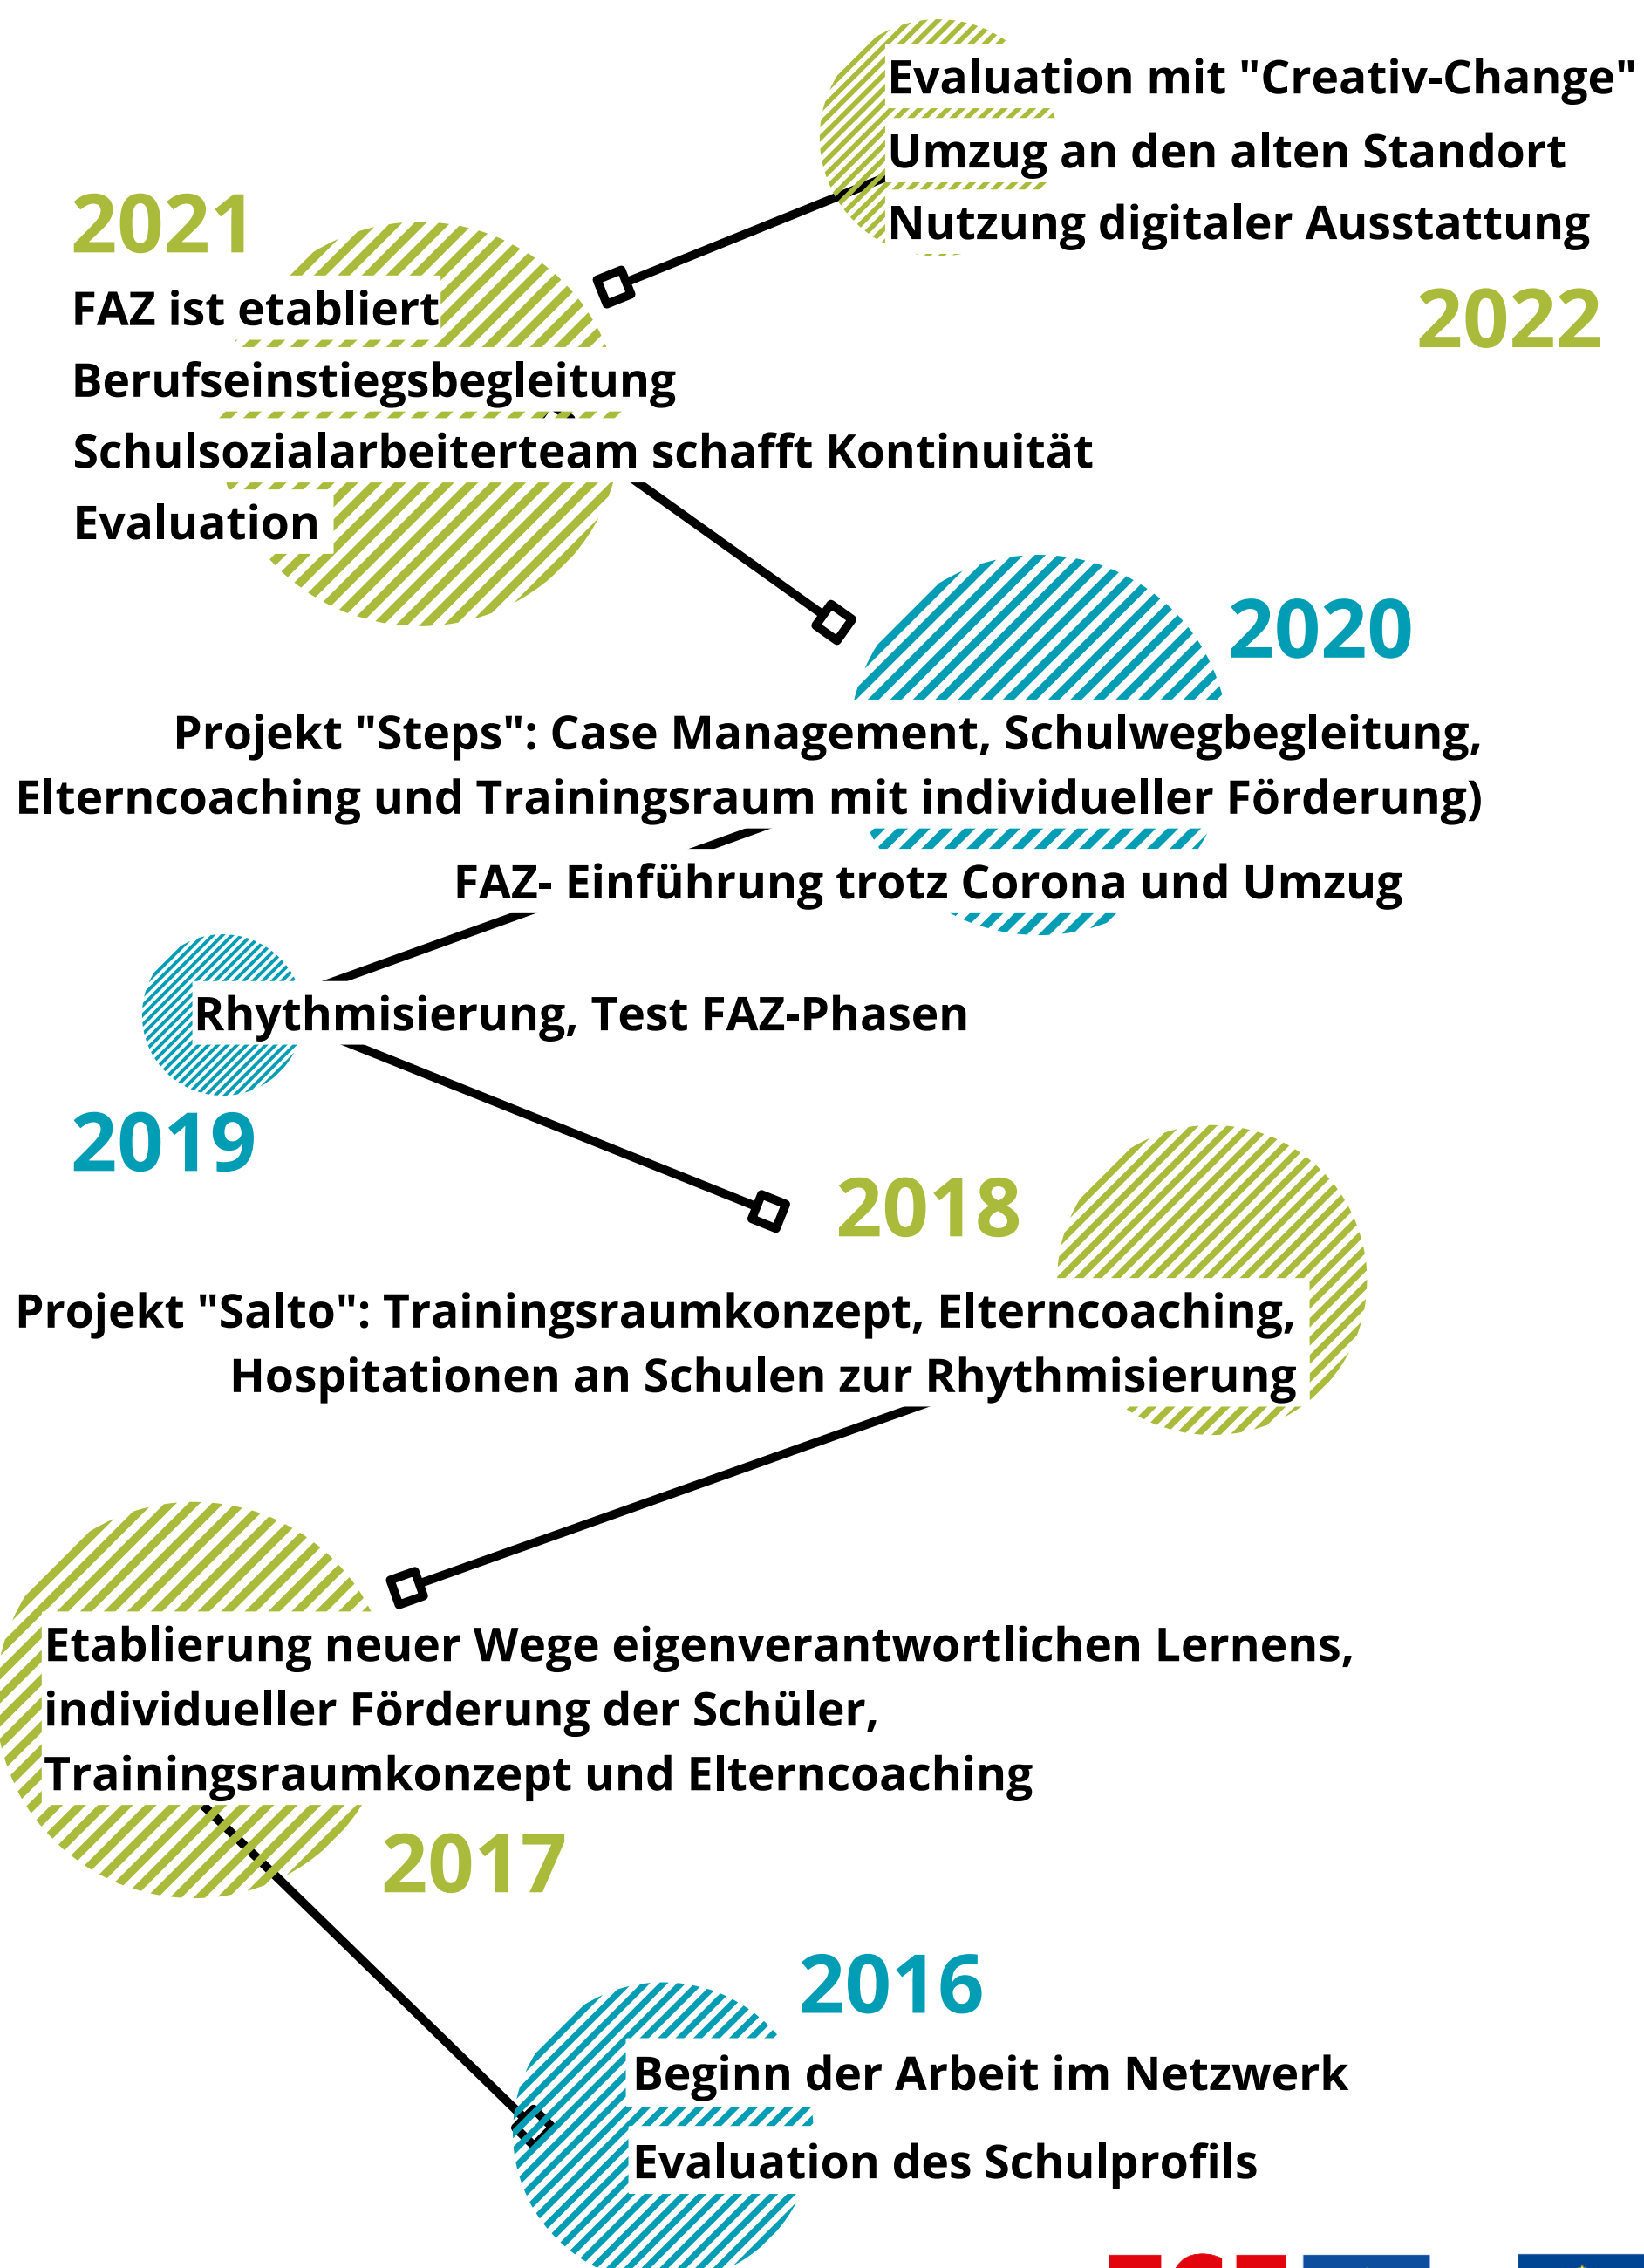 Evaluation mit "Creativ-Change"
Umzug an den alten Standort
Nutzung digitaler Ausstattung
2022
2021
FAZ ist etabliert
Berufseinstiegsbegleitung
Schulsozialarbeiterteam schafft Kontinuität
Evaluation
2020
Projekt "Steps": Case Management, Schulwegbegleitung,
Elterncoaching und Trainingsraum mit individueller Förderung)
FAZ- Einführung trotz Corona und Umzug
Rhythmisierung, Test FAZ-Phasen
2019
2018
Projekt "Salto": Trainingsraumkonzept, Elterncoaching,
Hospitationen an Schulen zur Rhythmisierung
Etablierung neuer Wege eigenverantwortlichen Lernens,
individueller Förderung der Schüler,
Trainingsraumkonzept und Elterncoaching
2017
2016
Beginn der Arbeit im Netzwerk
Evaluation des Schulprofils